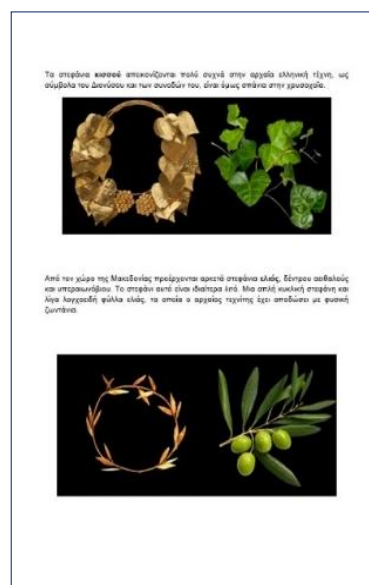 Τα στεφάνια κισσού απεικονίζονται πολύ συχνά στην αρχαία ελληνική τέχνη, ως
σύμβολα του Διονύσου και των συνοδών του, είναι όμως σπάνια στην χρυσοχοΐα.
Από τον χώρο της Μακεδονίας προέρχονται αρκετά στεφάνια ελιάς, δέντρου αειθαλούς
και υπεραιωνόβιου. Το στεφάνι αυτό είναι ιδιαίτερα λιτό. Μια απλή κυκλική στεφάνη και
λίγα λογχοειδή φύλλα ελιάς, τα οποία ο αρχαίος τεχνίτης έχει αποδώσει με φυσική
ζωντάνια.